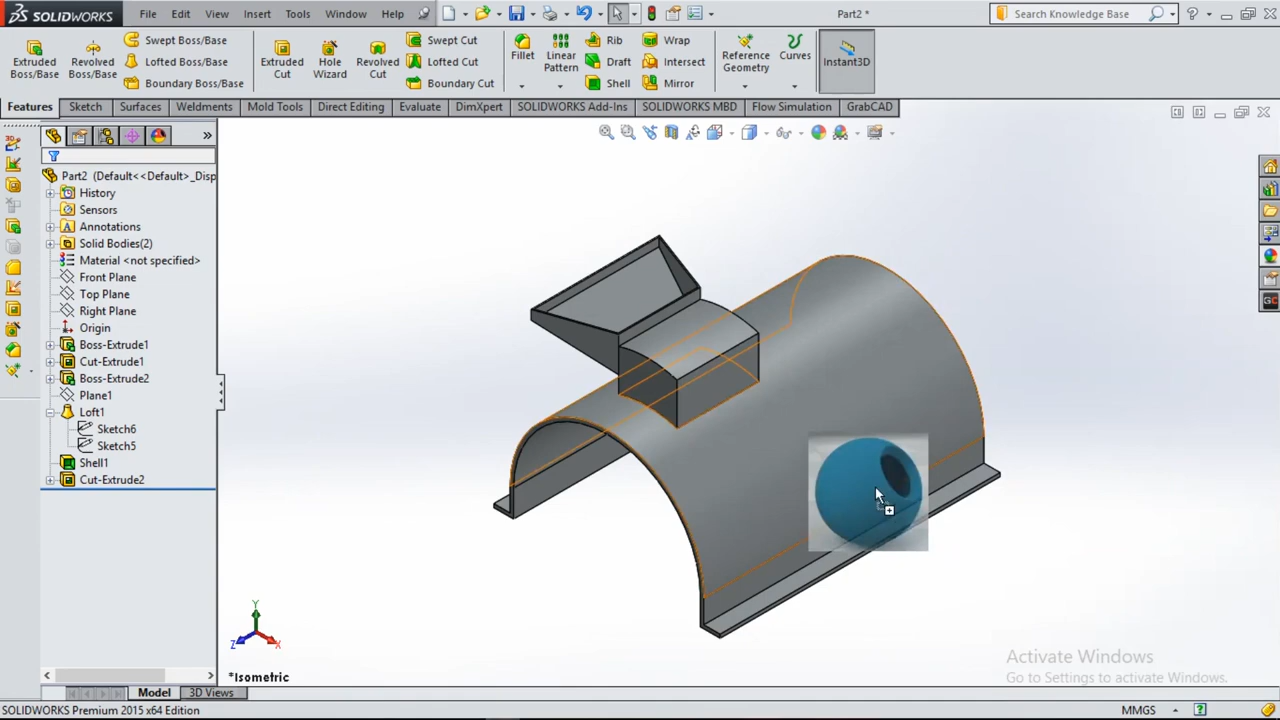 SOLIDWORKS
File Edit View Insert Tools Window Help
Part2 *
Search Knowledge Base
Extruded Boss/Base
Revolved Boss/Base
Swept Boss/Base
Lofted Boss/Base
Boundary Boss/Base
Extruded Cut
Hole Wizard
Revolved Cut
Swept Cut
Lofted Cut
Boundary Cut
Fillet
Linear Pattern
Rib
Draft
Shell
Wrap
Intersect
Mirror
Reference Geometry
Curves
Instant3D
Features Sketch Surfaces Weldments Mold Tools Direct Editing Evaluate DimXpert SOLIDWORKS Add-Ins SOLIDWORKS MBD Flow Simulation GrabCAD
Part2 (Default<<Default>_Disp
History
Sensors
Annotations
Solid Bodies(2)
Material <not specified>
Front Plane
Top Plane
Right Plane
Origin
Boss-Extrude1
Cut-Extrude1
Boss-Extrude2
Plane1
Loft1
Sketch6
Sketch5
Shell1
Cut-Extrude2
Y
Z
X
*Isometric
Activate Windows
Go to Settings to activate Windows.
Model 3D Views
SOLIDWORKS Premium 2015 x64 Edition
MMGS